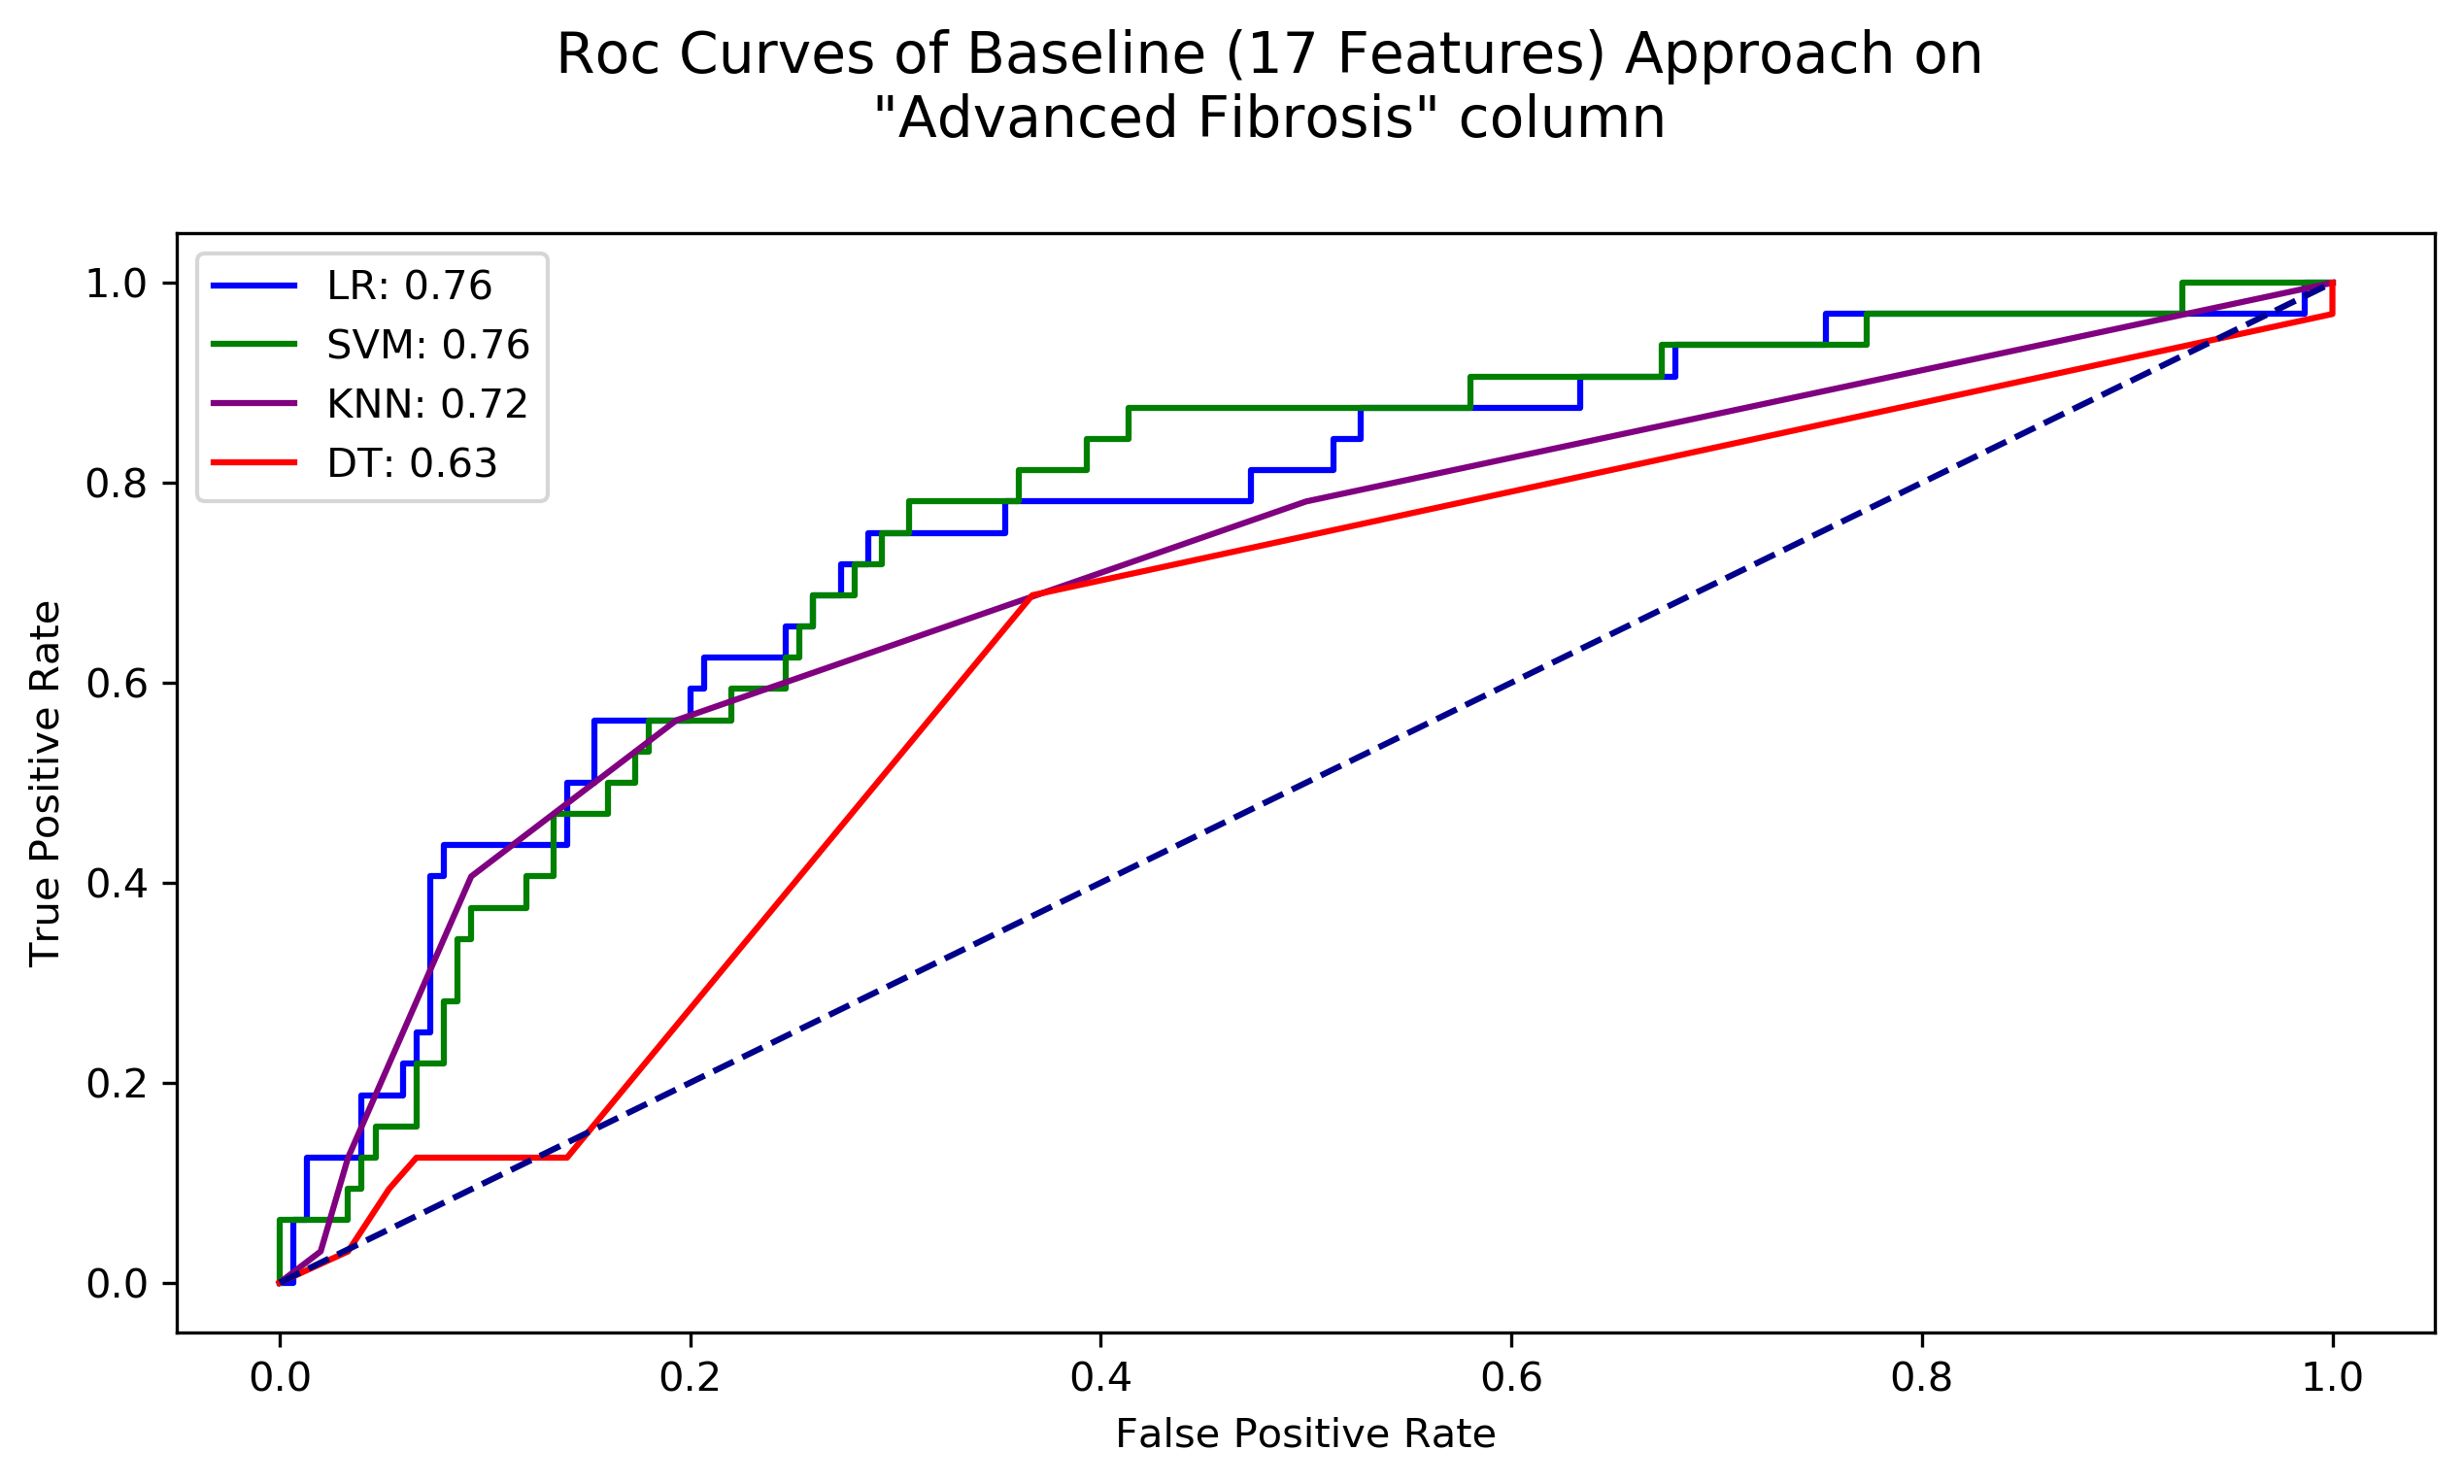 Roc Curves of Baseline (17 Features) Approach on
"Advanced Fibrosis" column
LR: 0.76
SVM: 0.76
KNN: 0.72
DT: 0.63
True Positive Rate
1.0
0.8
0.6
0.4
0.2
0.0
0.0 0.2 0.4 0.6 0.8 1.0
False Positive Rate